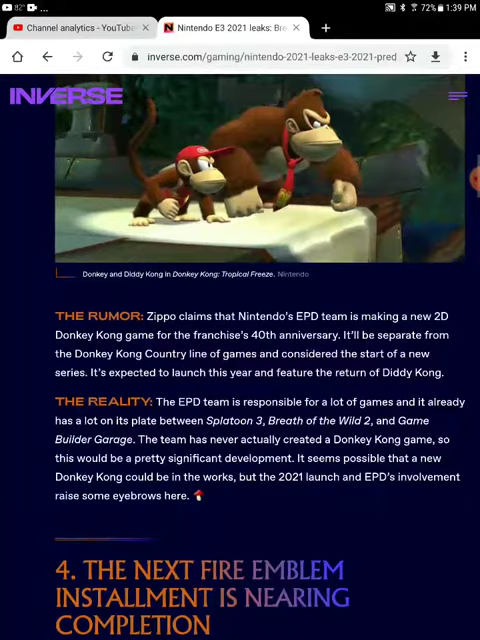 82° ...
72% 1:39 PM
Channel analytics - YouTube
Nintendo E3 2021 leaks: Bre
inverse.com/gaming/nintendo-2021-leaks-e3-2021-pred
INVERSE
Donkey and Diddy Kong in Donkey Kong: Tropical Freeze. Nintendo
THE RUMOR: Zippo claims that Nintendo's EPD team is making a new 2D
Donkey Kong game for the franchise's 40th anniversary. It'll be separate from
the Donkey Kong Country line of games and considered the start of a new
series. It's expected to launch this year and feature the return of Diddy Kong.
THE REALITY: The EPD team is responsible for a lot of games and it already
has a lot on its plate between Splatoon 3, Breath of the Wild 2, and Game
Builder Garage. The team has never actually created a Donkey Kong game, so
this would be a pretty significant development. It seems possible that a new
Donkey Kong could be in the works, but the 2021 launch and EPD's involvement
raise some eyebrows here.
4. THE NEXT FIRE EMBLEM
INSTALLMENT IS NEARING
COMPLETION